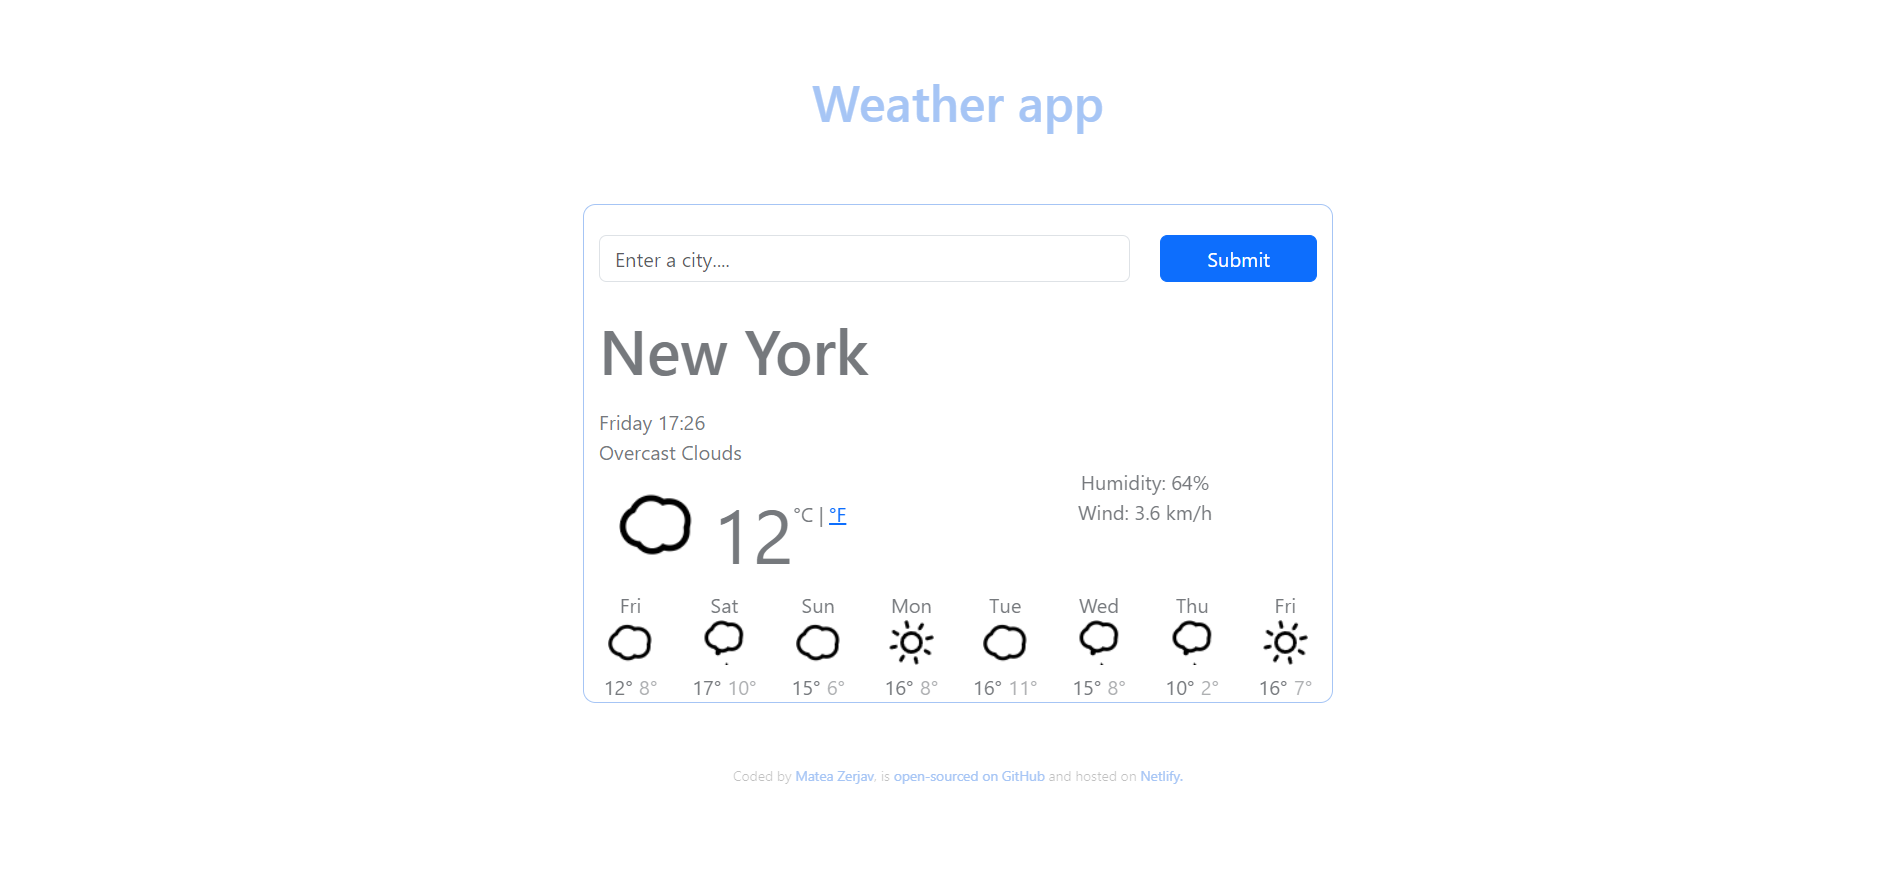 Weather app
Enter a city....
Submit
New York
Friday 17:26
Overcast Clouds
Humidity: 64%
Wind: 3.6 km/h
12 °C | °F
Fri Sat Sun Mon Tue Wed Thu Fri
12° 8° 17° 10° 15° 6° 16° 8° 16° 11° 15° 8° 10° 2° 16° 7°
Coded by Matea Zerjav, is open-sourced on GitHub and hosted on Netlify.